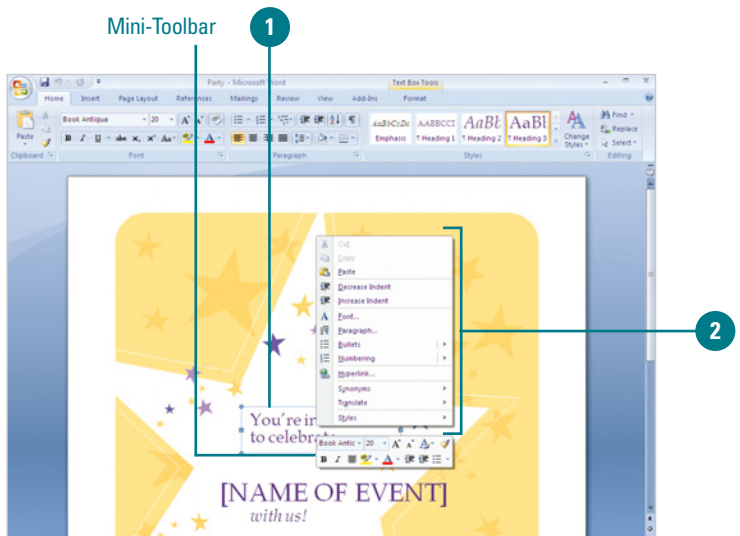 Mini-Toolbar
1
Party - Microsoft Word
Text Box Tools
Home Insert Page Layout References Mailings Review View Add-Ins Format
Paste
Book Antiqua 20
AaBbCcDc AABBCCI AaBb AaBl
Emphasis ¶ Heading 1 ¶ Heading 2 ¶ Heading 3
Change Styles
Find
Replace
Select
Clipboard Font Paragraph Styles Editing
Cut
Copy
Paste
Decrease Indent
Increase Indent
Font...
Paragraph...
Bullets
Numbering
Hyperlink...
Synonyms
Translate
Styles
2
You're in
to celebrate
Book Antic 20
[NAME OF EVENT]
with us!